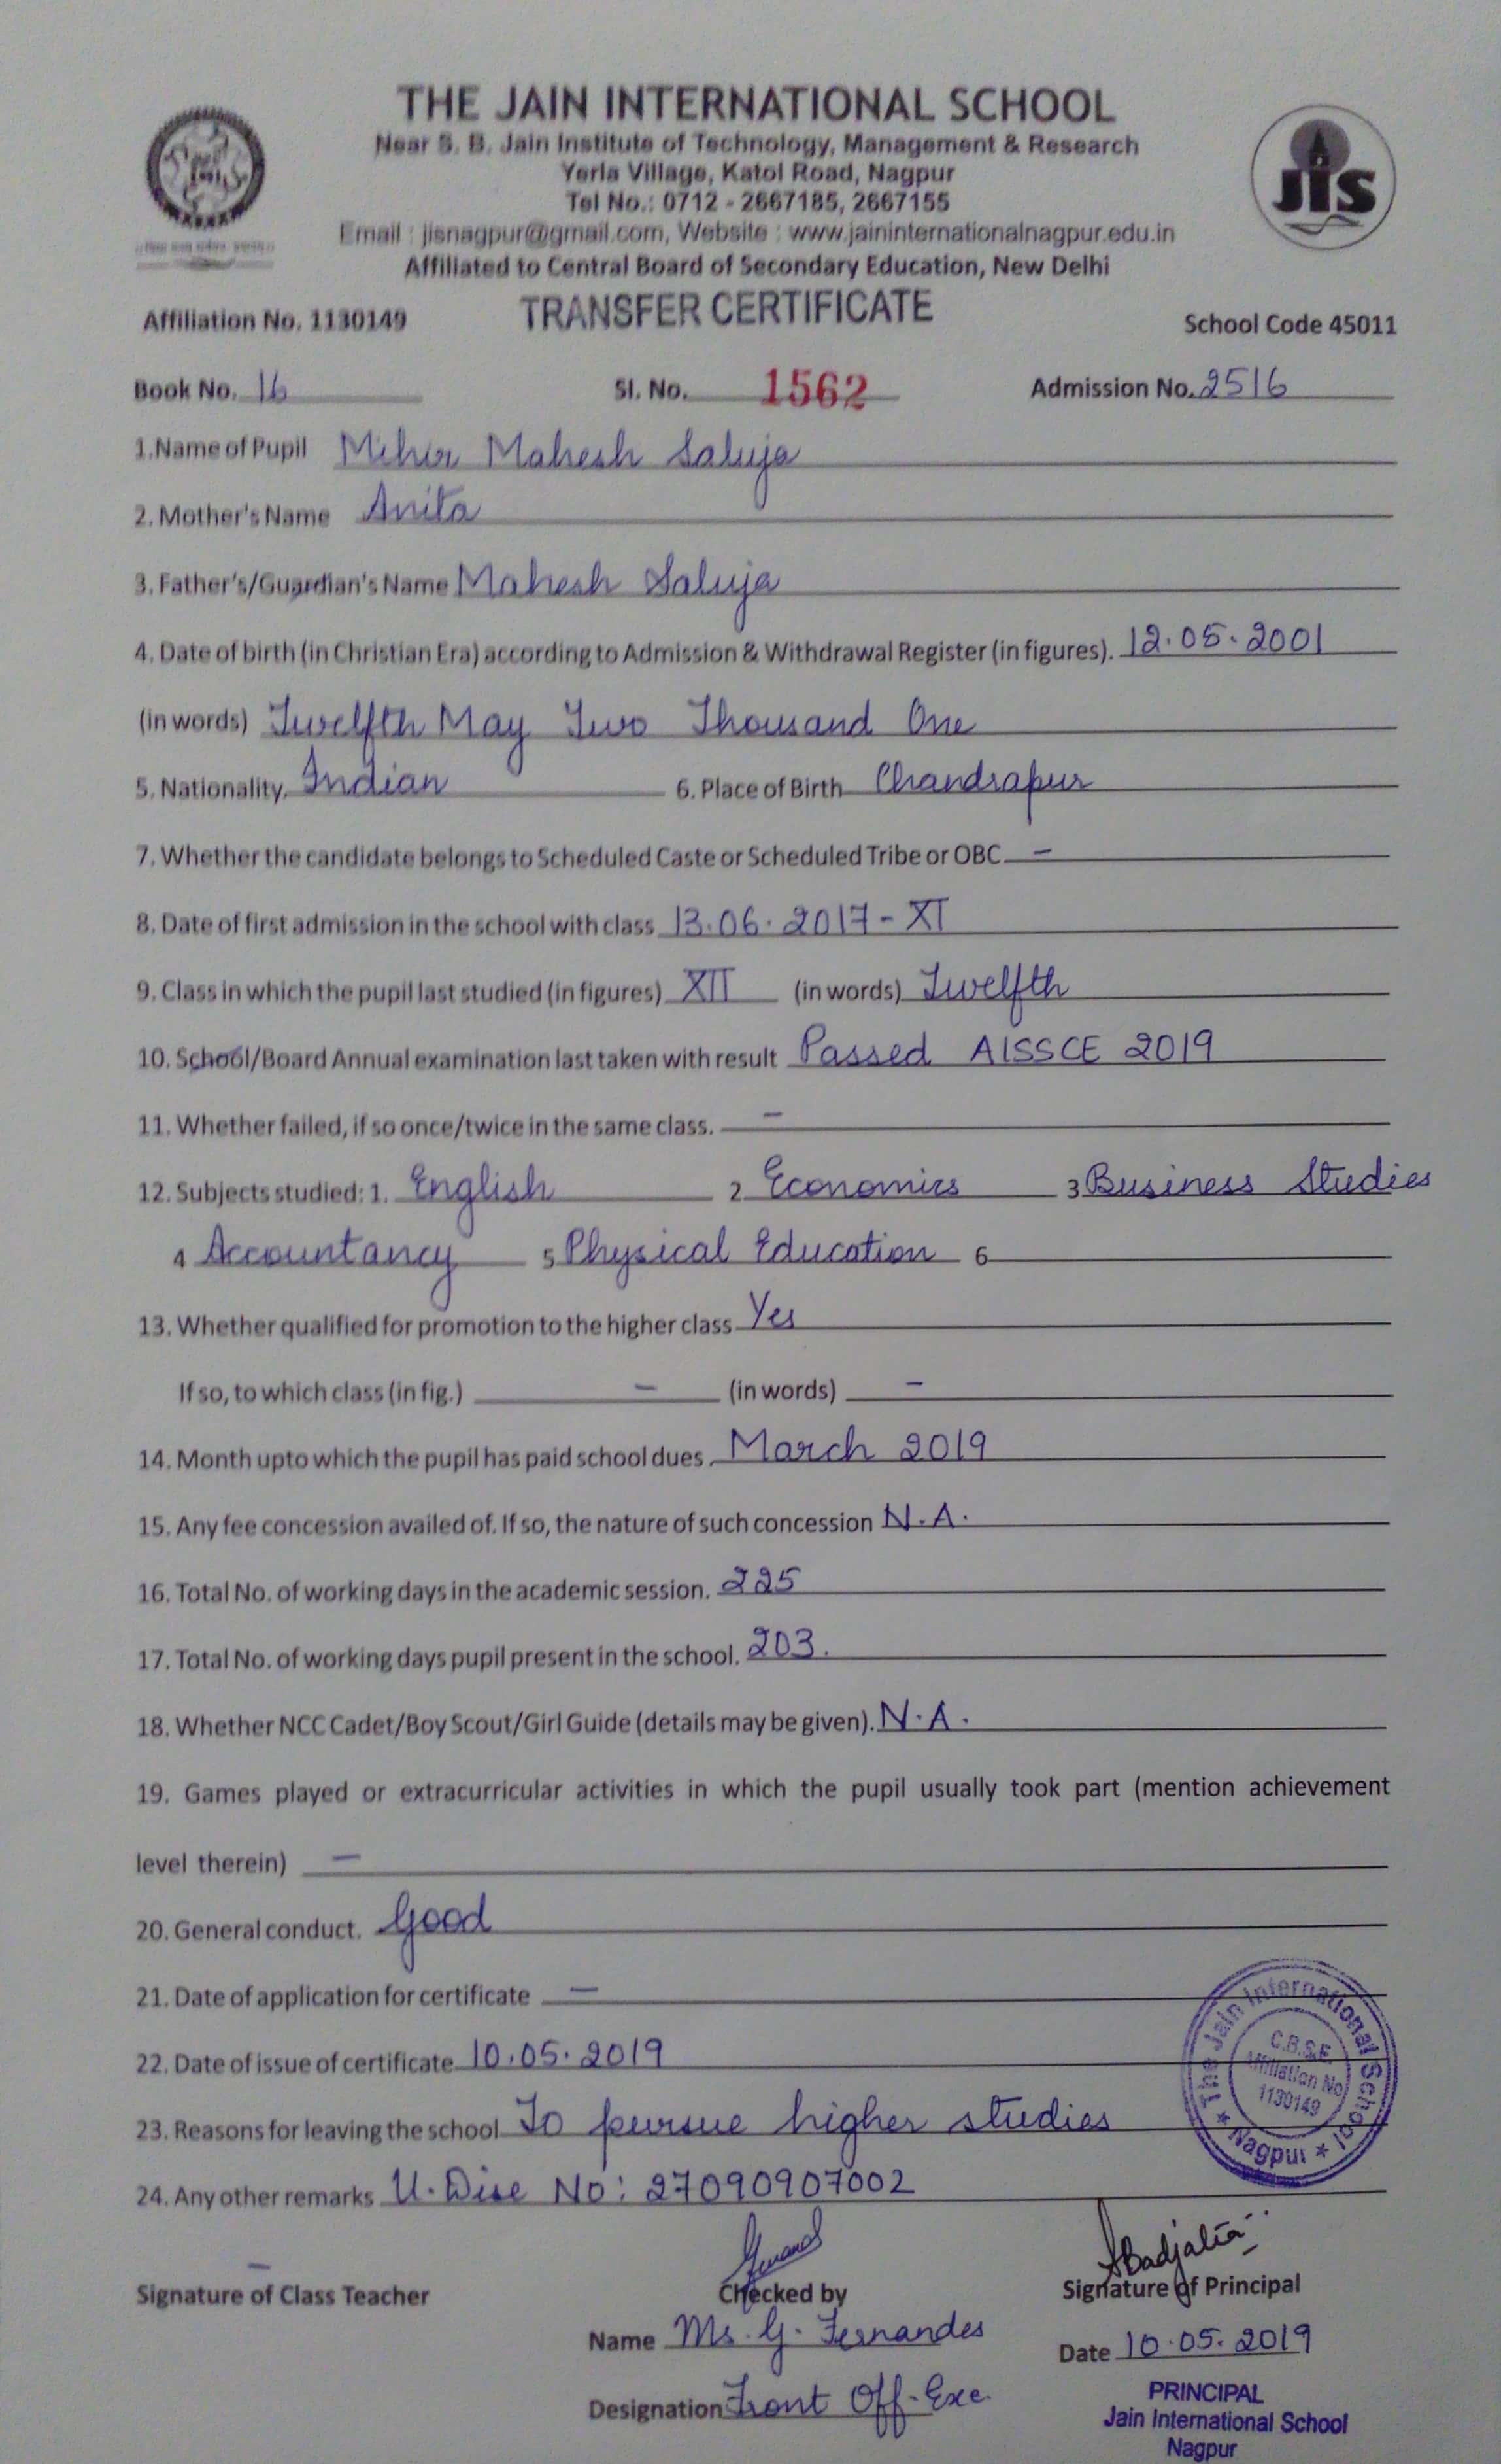 THE JAIN INTERNATIONAL SCHOOL
Near S. B. Jain Institute of Technology, Management & Research
Yerla Village, Katol Road, Nagpur
Tel No.: 0712 - 2667185, 2667155
Email : jisnagpur@gmail.com, Website : www.jaininternationalnagpur.edu.in
Affiliated to Central Board of Secondary Education, New Delhi
JIS
TRANSFER CERTIFICATE
Affiliation No. 1130149 School Code 45011
Book No. 16 Sl. No. 1562 Admission No. 2516
1.Name of Pupil Mihir Mahesh Saluja
2. Mother's Name Anita
3. Father's/Guardian's Name Mahesh Saluja
4. Date of birth (in Christian Era) according to Admission & Withdrawal Register (in figures). 12.05.2001
(in words) Twelfth May Two Thousand One
5. Nationality. Indian 6. Place of Birth Chandrapur
7. Whether the candidate belongs to Scheduled Caste or Scheduled Tribe or OBC -
8. Date of first admission in the school with class 13.06.2017 - XI
9. Class in which the pupil last studied (in figures) XII (in words) Twelfth
10. School/Board Annual examination last taken with result Passed AISSCE 2019
11. Whether failed, if so once/twice in the same class. -
12. Subjects studied: 1. English 2 Economics 3 Business Studies
4 Accountancy 5 Physical Education 6
13. Whether qualified for promotion to the higher class Yes
If so, to which class (in fig.) - (in words) -
14. Month upto which the pupil has paid school dues. March 2019
15. Any fee concession availed of. If so, the nature of such concession N.A.
16. Total No. of working days in the academic session. 225
17. Total No. of working days pupil present in the school. 203.
18. Whether NCC Cadet/Boy Scout/Girl Guide (details may be given). N.A.
19. Games played or extracurricular activities in which the pupil usually took part (mention achievement
level therein) -
20. General conduct. Good
21. Date of application for certificate -
22. Date of issue of certificate 10.05.2019
23. Reasons for leaving the school To pursue higher studies
24. Any other remarks U.Dise No: 27090907002
The Jain International School
C.B.S.E.
Affiliation No
1130149
★ Nagpur ★
-
Signature of Class Teacher Checked by Signature of Principal
Name Ms. G. Fernandes Date 10.05.2019
Designation Front Off. Exe.
PRINCIPAL
Jain International School
Nagpur